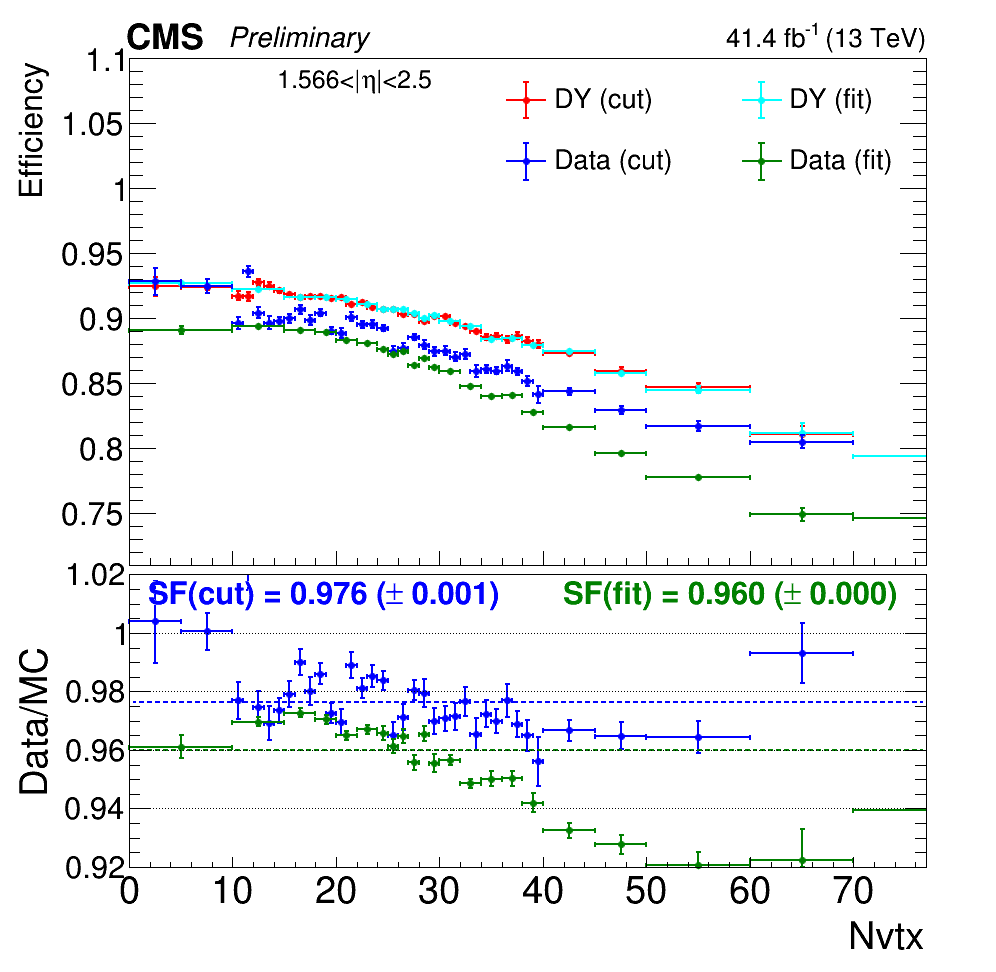 CMS Preliminary 41.4 fb⁻¹ (13 TeV)
1.566<|η|<2.5
DY (cut) DY (fit)
Data (cut) Data (fit)
Efficiency
1.1
1.05
1
0.95
0.9
0.85
0.8
0.75
SF(cut) = 0.976 (± 0.001) SF(fit) = 0.960 (± 0.000)
Data/MC
1.02
1
0.98
0.96
0.94
0.92
0 10 20 30 40 50 60 70
Nvtx